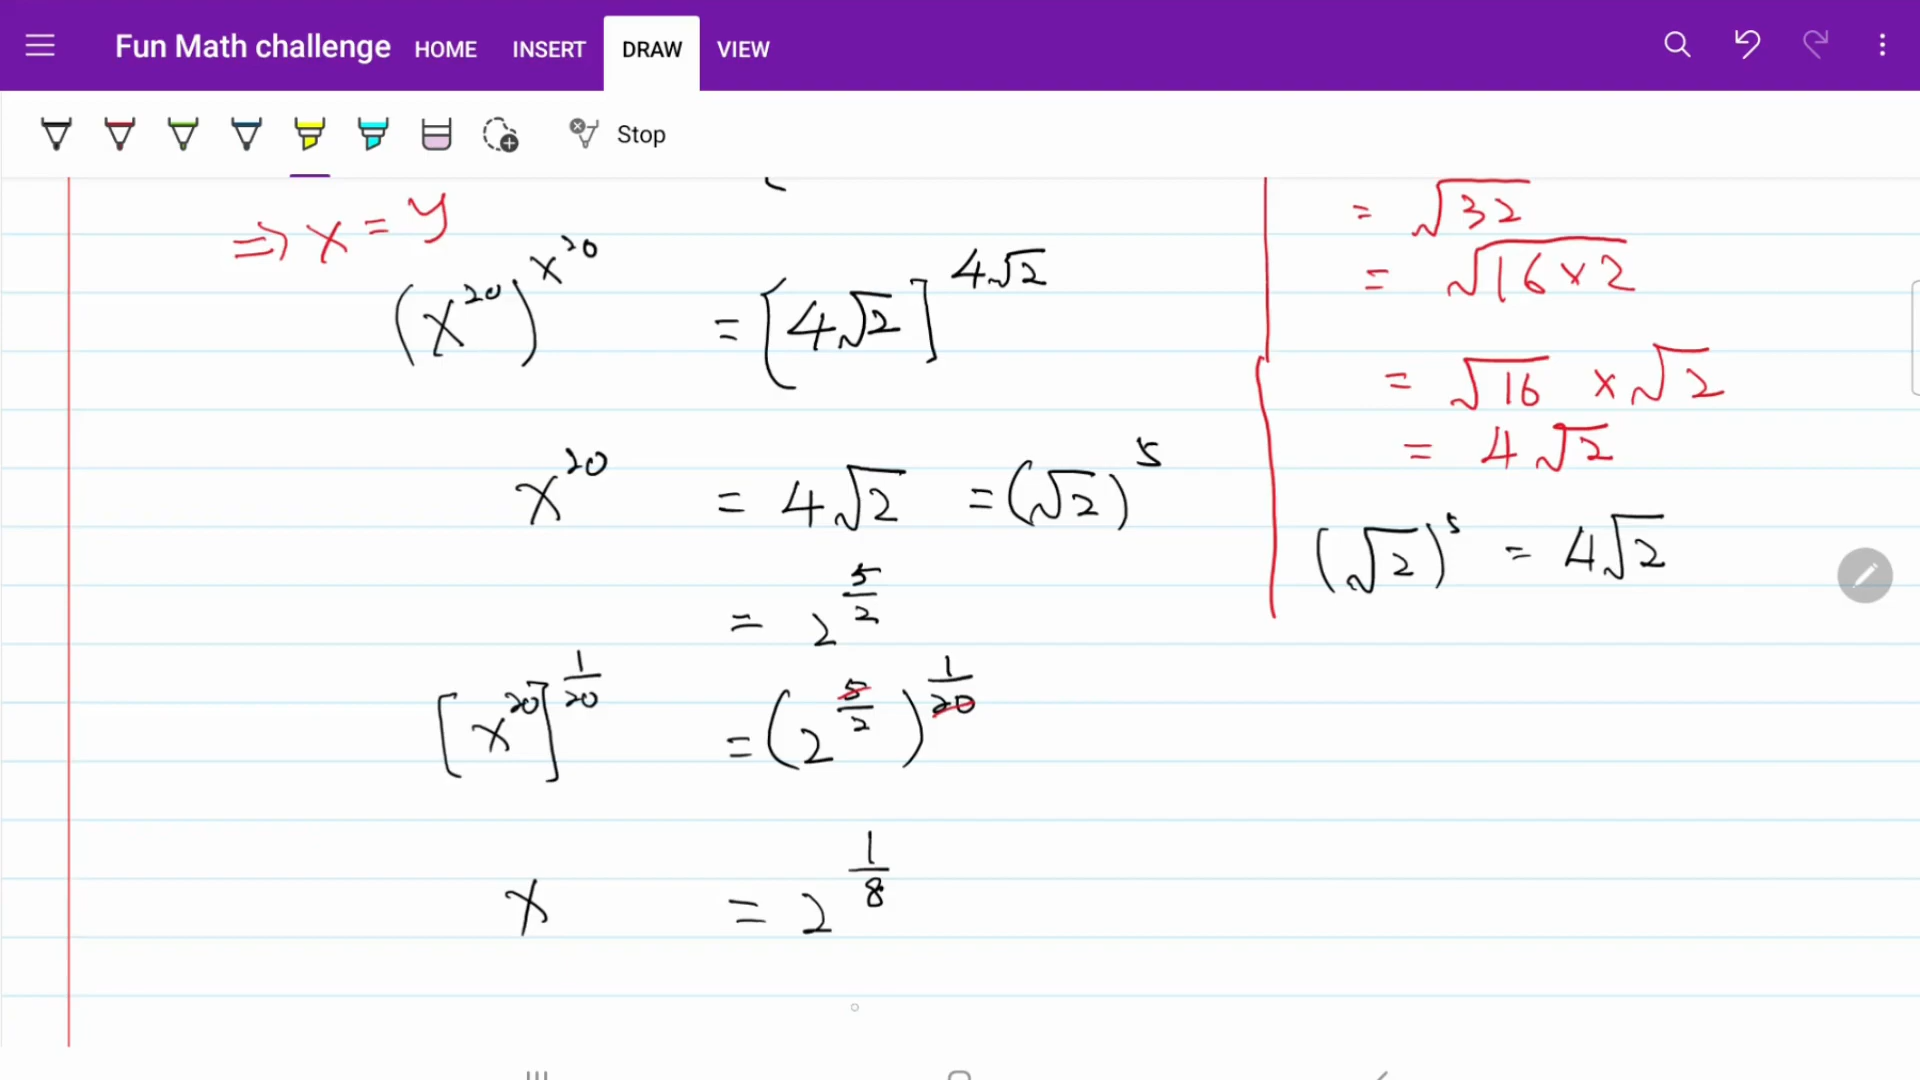 Fun Math challenge HOME INSERT DRAW VIEW
Stop
⇒ x = y
(x^20)^x^20 = [4√2]^4√2
x^20 = 4√2 = (√2)^5
= 2^5/2
[x^20]^1/20 = (2^5/2)^1/20
x = 2^1/8
= √32
= √16×2
= √16 × √2
= 4√2
(√2)^5 = 4√2